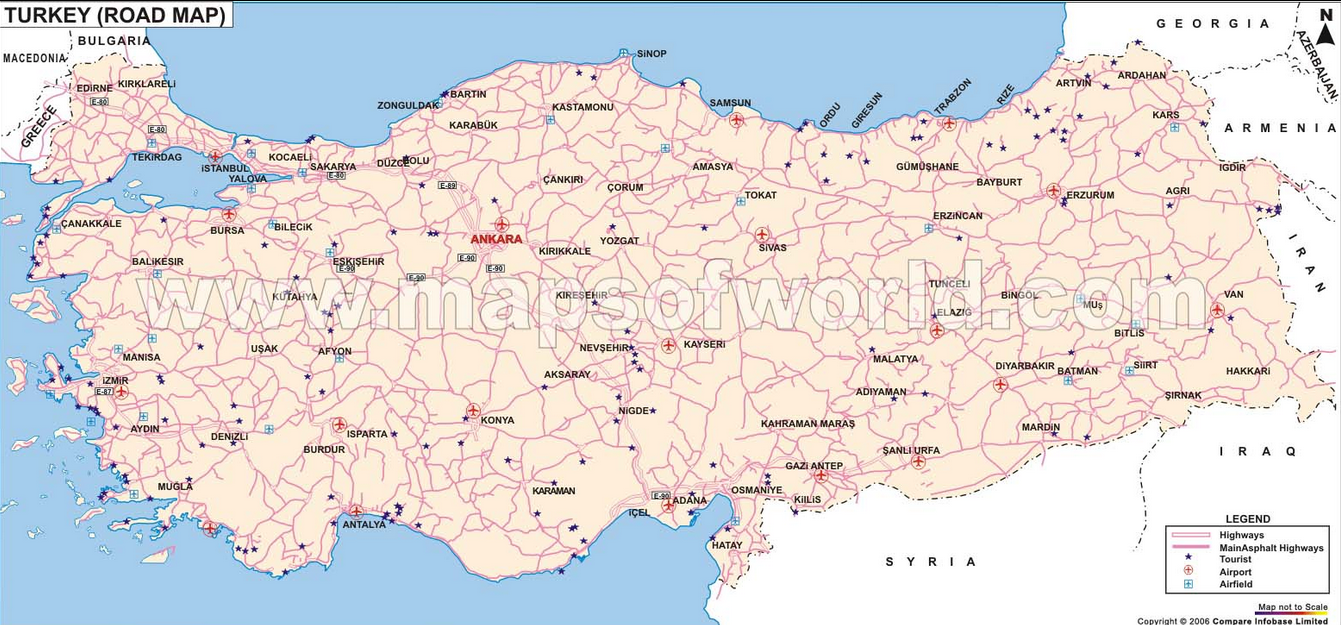 TURKEY (ROAD MAP)
N
GEORGIA
BULGARIA
MACEDONIA
AZERBAIJAN
GREECE
ARMENIA
IRAN
IRAQ
SYRIA
SiNOP
EDiRNE
KIRKLARELi
E-80
E-80
TEKiRDAG
iSTANBUL
YALOVA
KOCAELi
SAKARYA
E-80
DÜZCE
BOLU
ZONGULDAK
BARTIN
KARABÜK
KASTAMONU
SAMSUN
ORDU
GIRESUN
TRABZON
RIZE
ARTVIN
ARDAHAN
KARS
IGDIR
AGRI
ERZURUM
BAYBURT
GÜMÜŞHANE
AMASYA
TOKAT
ÇORUM
ÇANKIRI
E-89
ÇANAKKALE
BURSA
BiLECiK
ANKARA
KIRIKKALE
YOZGAT
SiVAS
ERZiNCAN
BALiKESIR
ESKiŞEHiR
E-90
E-90
E-90
E-90
www.mapsofworld.com
KÜTAHYA
KIREŞEHiR
TUNCELi
BiNGÖL
MUş
VAN
ELAZIG
BiTLiS
MANISA
UŞAK
AFYON
NEVŞEHiR
KAYSERi
MALATYA
DiYARBAKIR
BATMAN
SiiRT
HAKKARi
iZMiR
E-87
AKSARAY
ADIYAMAN
ŞIRNAK
AYDIN
DENiZLi
ISPARTA
KONYA
NiGDE
KAHRAMAN MARAŞ
MARDiN
BURDUR
ŞANLI URFA
GAZi ANTEP
MUĞLA
KARAMAN
E-90
ADANA
OSMANiYE
KiiLiS
iÇEL
ANTALYA
HATAY
LEGEND
Highways
MainAsphalt Highways
Tourist
Airport
Airfield
Map not to Scale
Copyright © 2006 Compare Infobase Limited